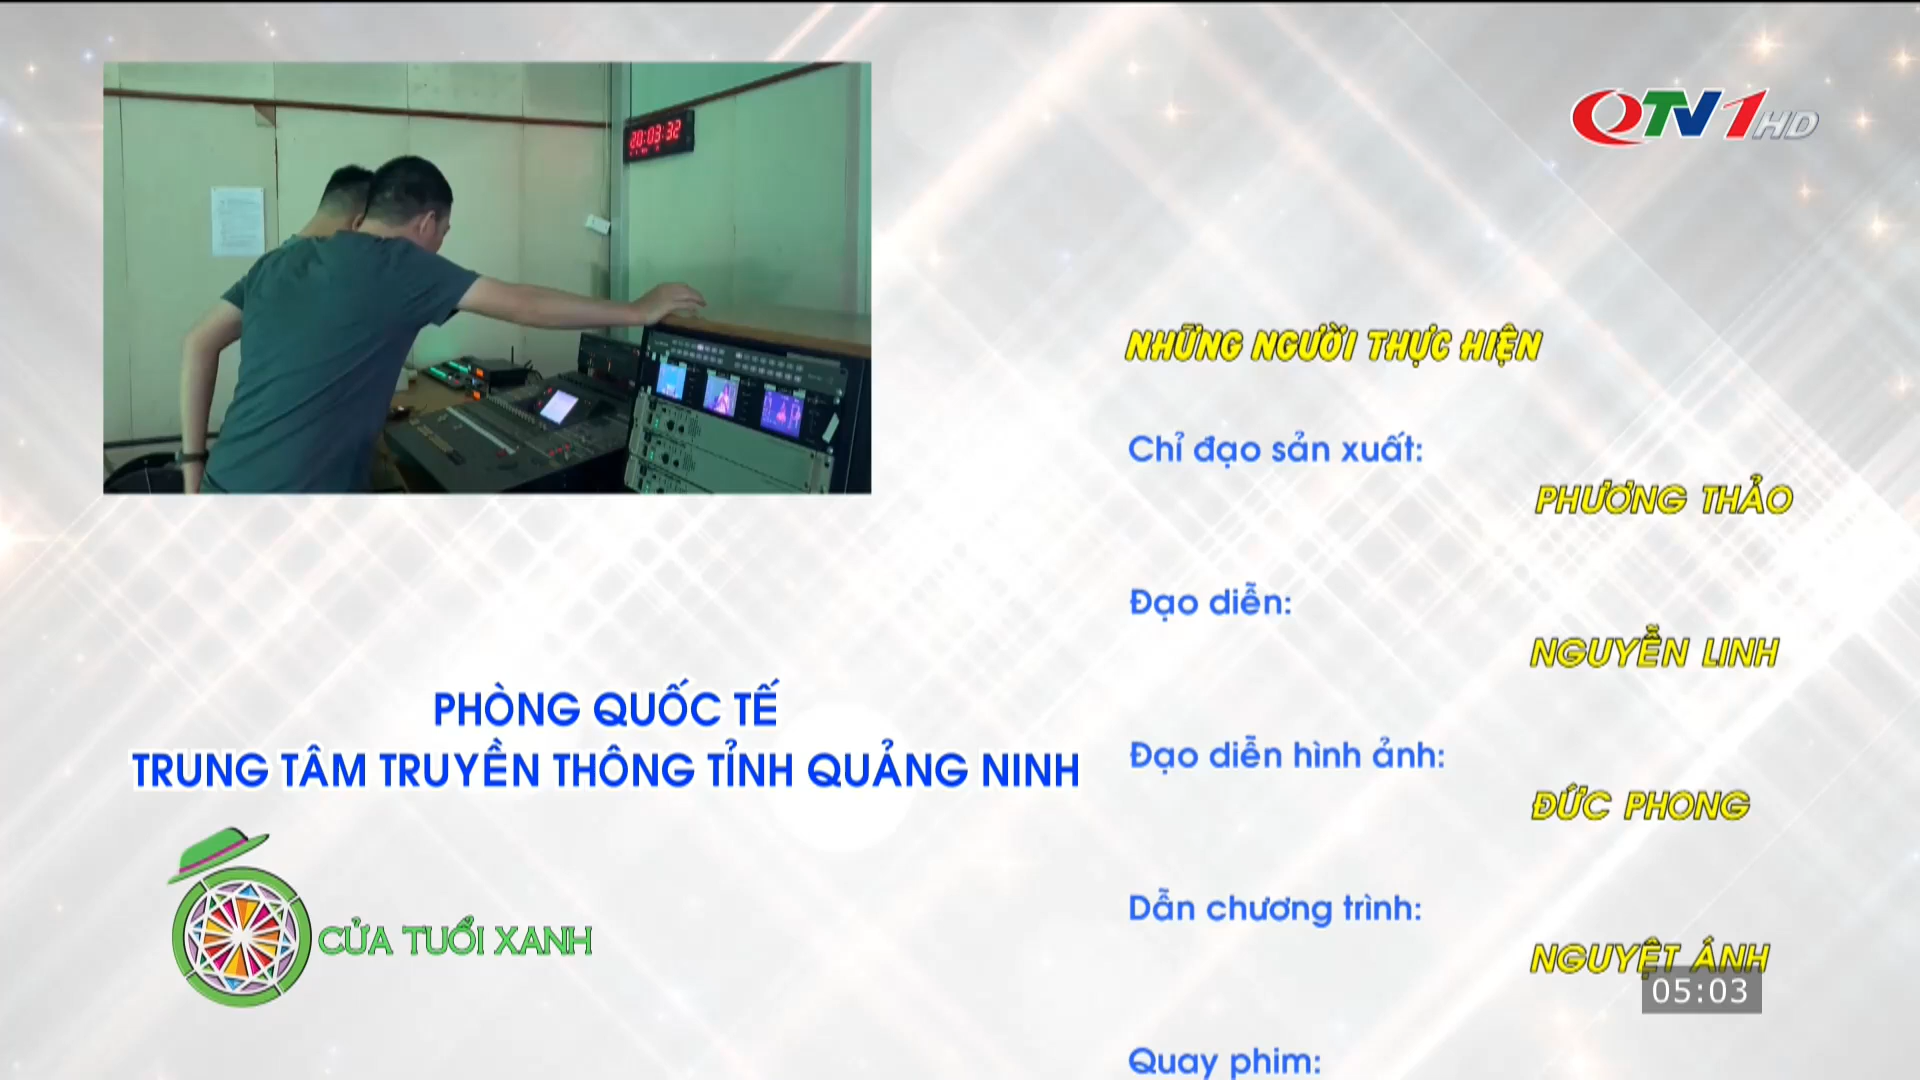 20:03:32
QTV1HD
NHỮNG NGƯỜI THỰC HIỆN
Chỉ đạo sản xuất:
PHƯƠNG THẢO
Đạo diễn:
NGUYỄN LINH
Đạo diễn hình ảnh:
ĐỨC PHONG
Dẫn chương trình:
NGUYỆT ÁNH
Quay phim:
PHÒNG QUỐC TẾ
TRUNG TÂM TRUYỀN THÔNG TỈNH QUẢNG NINH
CỬA TUỔI XANH
05:03